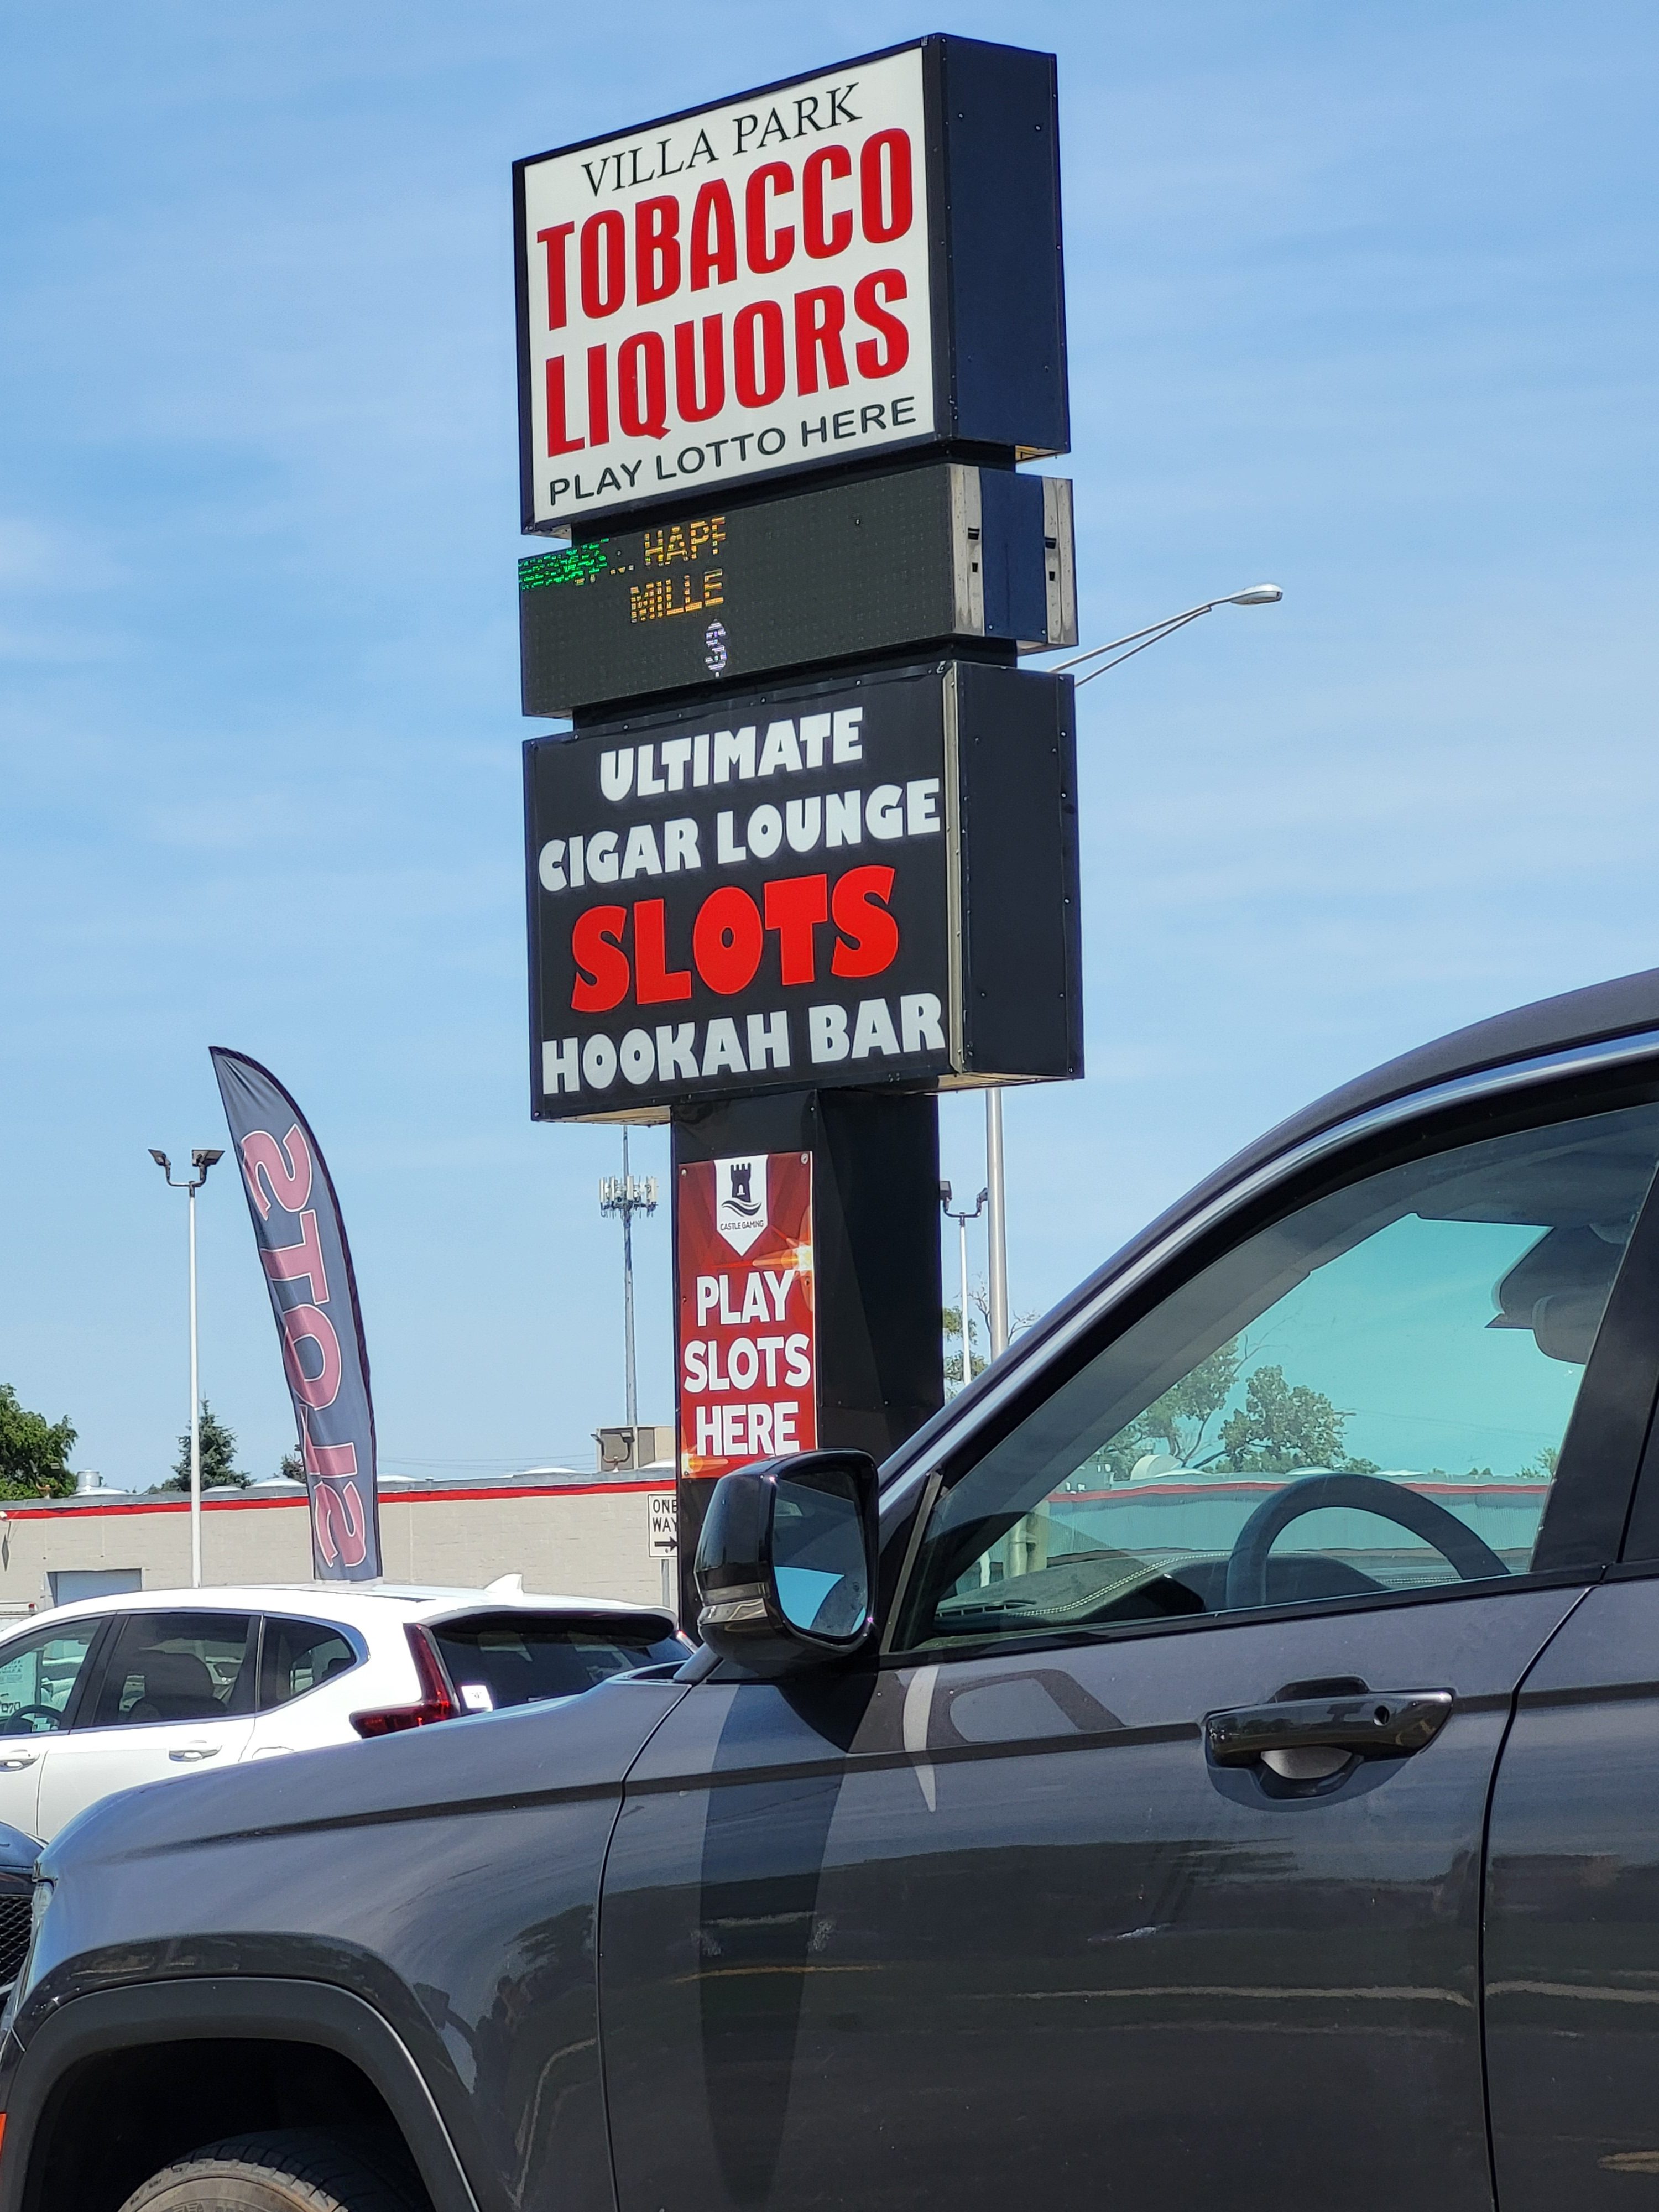 VILLA PARK
TOBACCO
LIQUORS
PLAY LOTTO HERE
HAPF
MILLE
$
ULTIMATE
CIGAR LOUNGE
SLOTS
HOOKAH BAR
CASTLE GAMING
PLAY
SLOTS
HERE
SLOTS
ONE
WAY